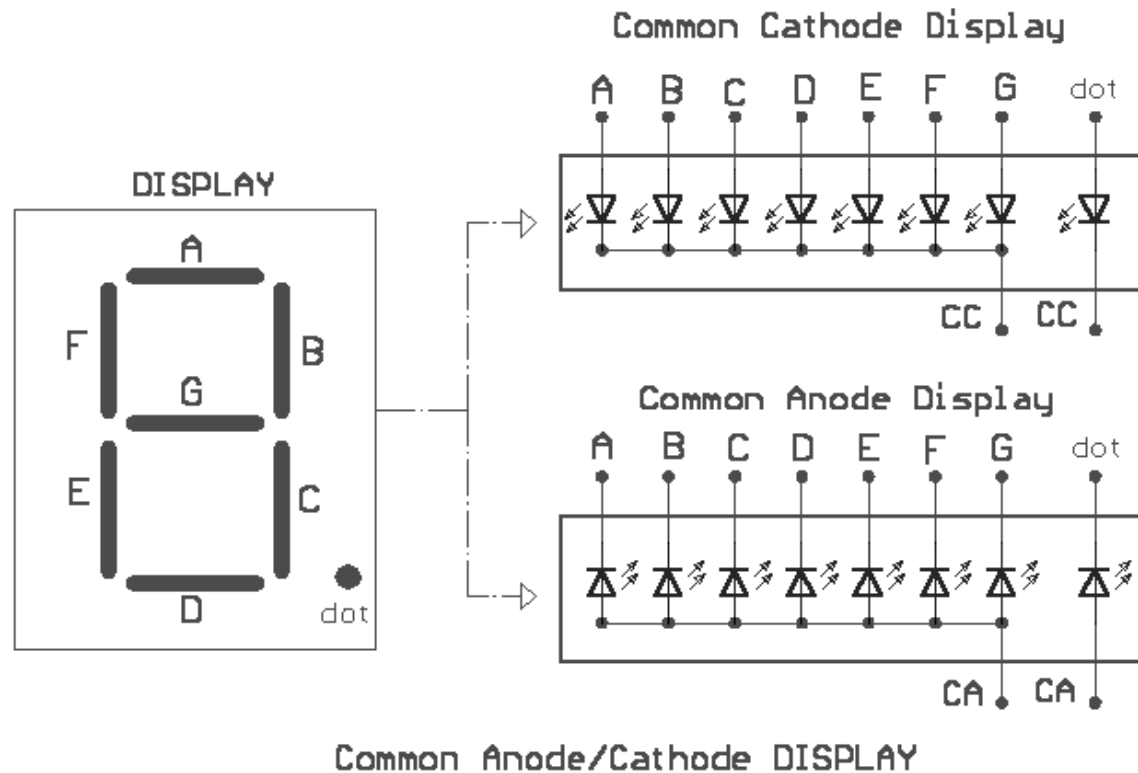 Common Cathode Display
A B C D E F G dot
CC CC
DISPLAY
A
F B
G
E C
D dot
Common Anode Display
A B C D E F G dot
CA CA
Common Anode/Cathode DISPLAY